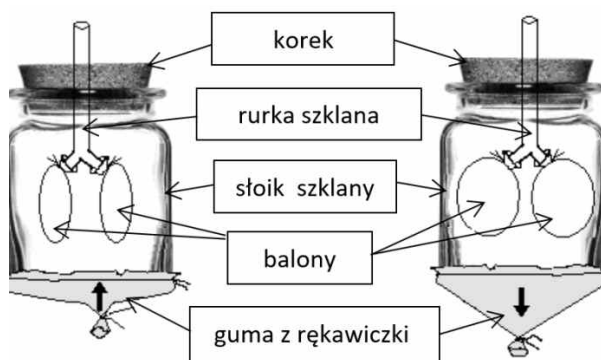 korek
rurka szklana
słoik szklany
balony
guma z rękawiczki